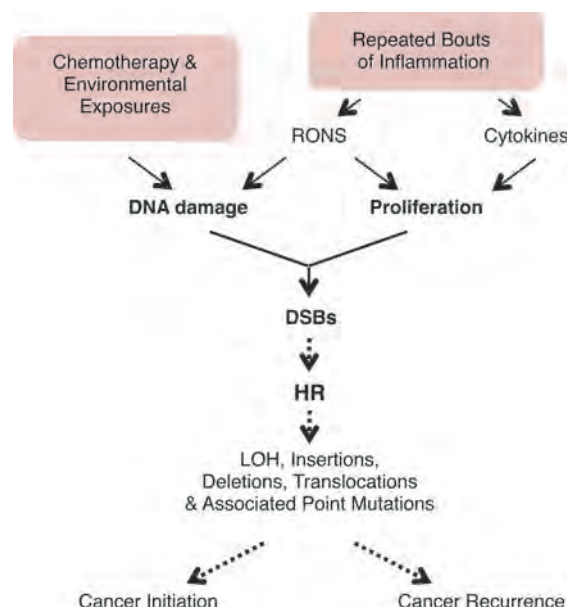 Chemotherapy &
Environmental
Exposures
Repeated Bouts
of Inflammation
RONS
Cytokines
DNA damage
Proliferation
DSBs
HR
LOH, Insertions,
Deletions, Translocations
& Associated Point Mutations
Cancer Initiation
Cancer Recurrence